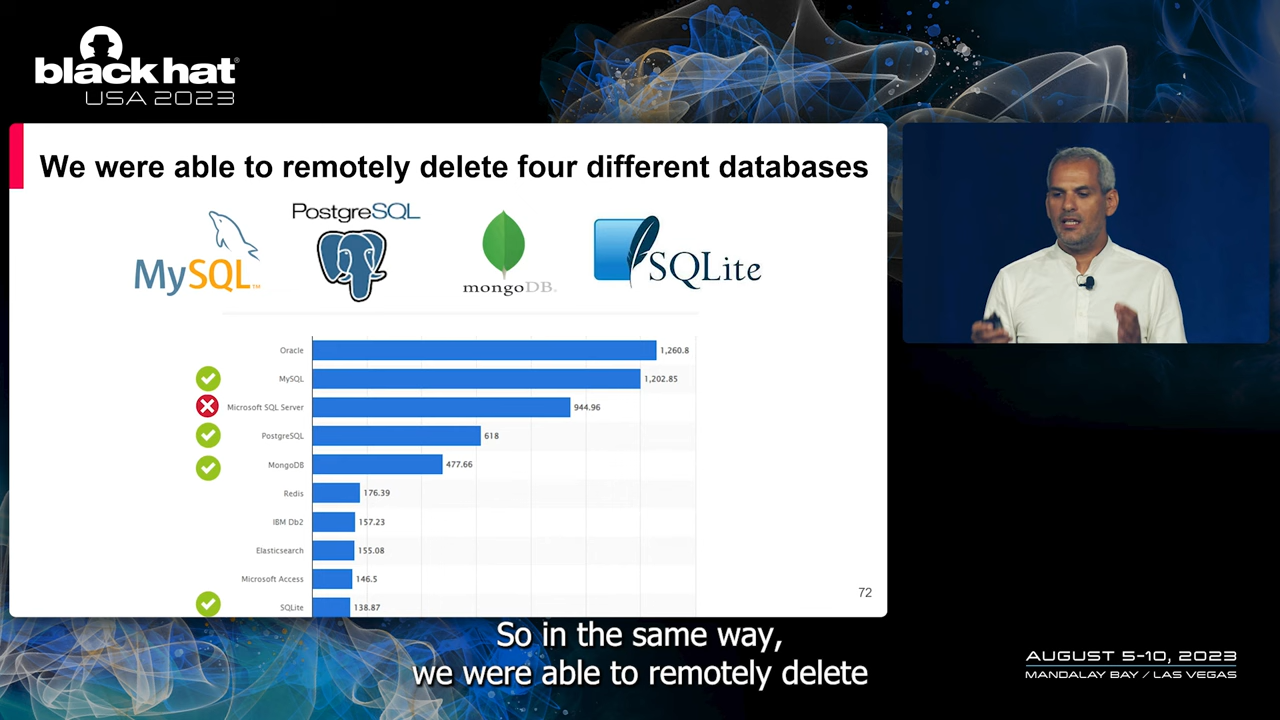 black hat®
USA 2023
We were able to remotely delete four different databases
MySQL™
PostgreSQL
mongoDB.
SQLite
Oracle 1,260.8
MySQL 1,202.85
Microsoft SQL Server 944.96
PostgreSQL 618
MongoDB 477.66
Redis 176.39
IBM Db2 157.23
Elasticsearch 155.08
Microsoft Access 146.5
SQLite 138.87
72
So in the same way,
we were able to remotely delete
AUGUST 5-10, 2023
MANDALAY BAY / LAS VEGAS